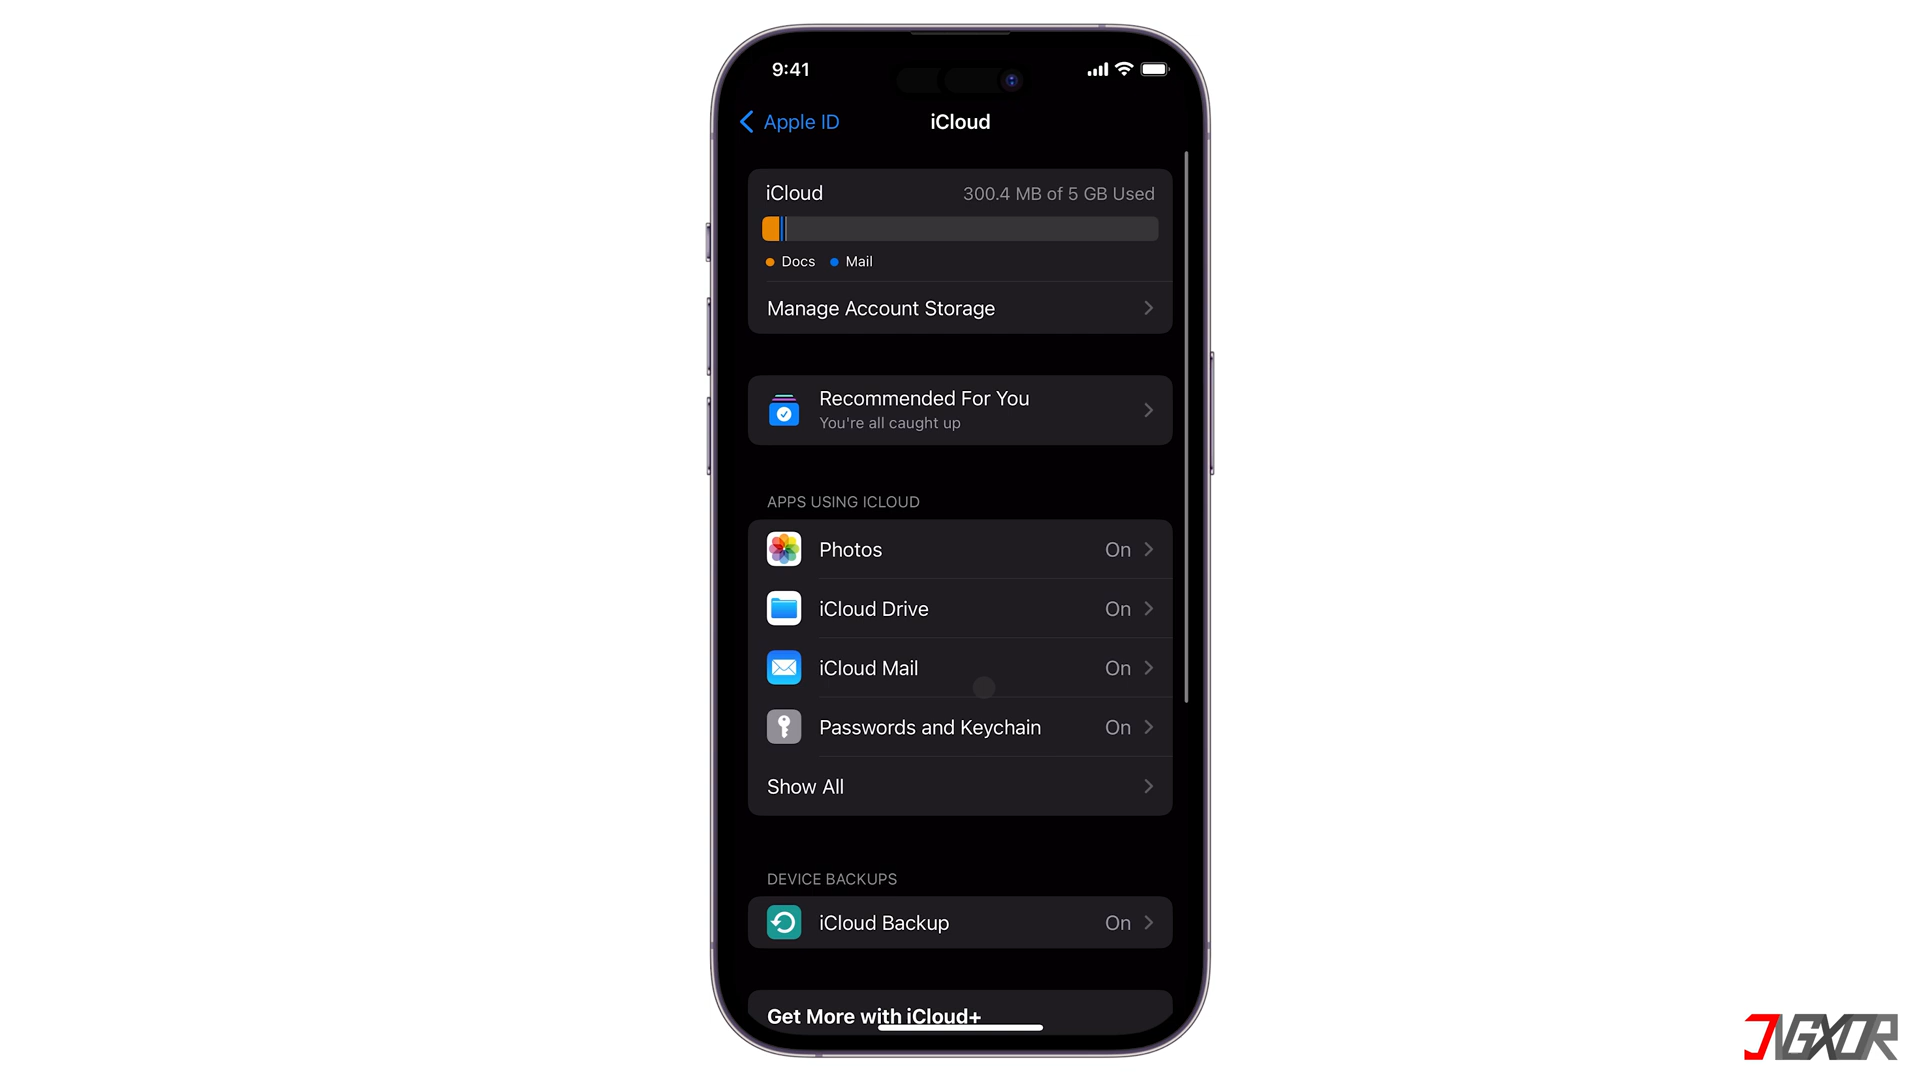 9:41
Apple ID
iCloud
iCloud 300.4 MB of 5 GB Used
Docs Mail
Manage Account Storage
Recommended For You
You're all caught up
APPS USING ICLOUD
Photos On
iCloud Drive On
iCloud Mail On
Passwords and Keychain On
Show All
DEVICE BACKUPS
iCloud Backup On
Get More with iCloud+
JNGXOR